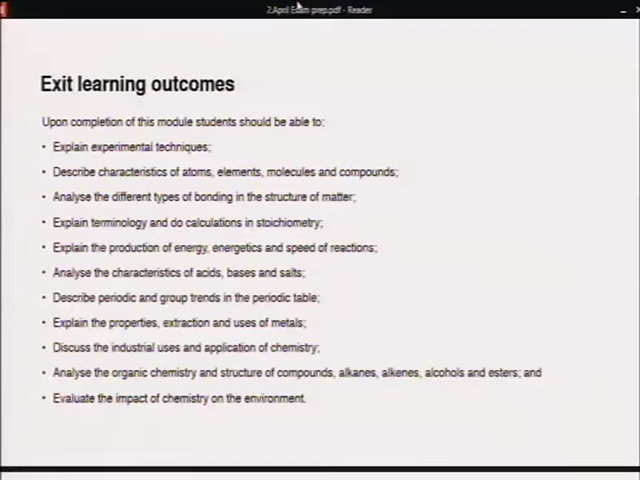 2.April Exam prep.pdf - Reader
Exit learning outcomes
Upon completion of this module students should be able to:
• Explain experimental techniques;
• Describe characteristics of atoms, elements, molecules and compounds;
• Analyse the different types of bonding in the structure of matter;
• Explain terminology and do calculations in stoichiometry;
• Explain the production of energy, energetics and speed of reactions;
• Analyse the characteristics of acids, bases and salts;
• Describe periodic and group trends in the periodic table;
• Explain the properties, extraction and uses of metals;
• Discuss the industrial uses and application of chemistry;
• Analyse the organic chemistry and structure of compounds, alkanes, alkenes, alcohols and esters; and
• Evaluate the impact of chemistry on the environment.